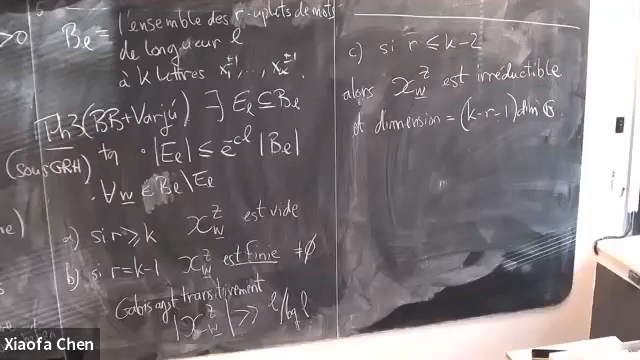 >0
B_ℓ = l'ensemble des r-uplets de mots
de longueur ℓ
à k lettres x_1^{±1}, ..., x_k^{±1}
Th3 (BB+Varjú) ∃ E_ℓ ⊆ B_ℓ
(sous GRH) tq • |E_ℓ| ≤ e^{-cℓ} |B_ℓ|
• ∀ w ∈ B_ℓ \ E_ℓ
a) si r ≥ k X_w^Z est vide
b) si r = k-1 X_w^Z est finie ≠ ∅
Galois agit transitivement
|X_w^Z| >> ℓ/log ℓ
c) si r ≤ k-2
alors X_w^Z est irréductible
et dimension = (k-r-1) dim G
Xiaofa Chen